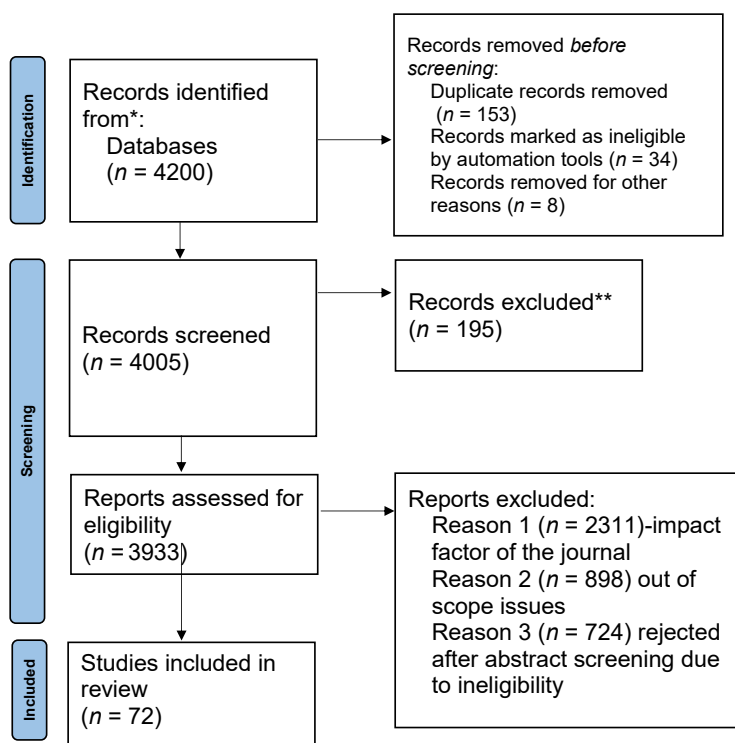 Identification
Records identified
from*:
Databases
(n = 4200)
Records removed before
screening:
Duplicate records removed
(n = 153)
Records marked as ineligible
by automation tools (n = 34)
Records removed for other
reasons (n = 8)
Screening
Records screened
(n = 4005)
Records excluded**
(n = 195)
Reports assessed for
eligibility
(n = 3933)
Reports excluded:
Reason 1 (n = 2311)-impact
factor of the journal
Reason 2 (n = 898) out of
scope issues
Reason 3 (n = 724) rejected
after abstract screening due
to ineligibility
Included
Studies included in
review
(n = 72)